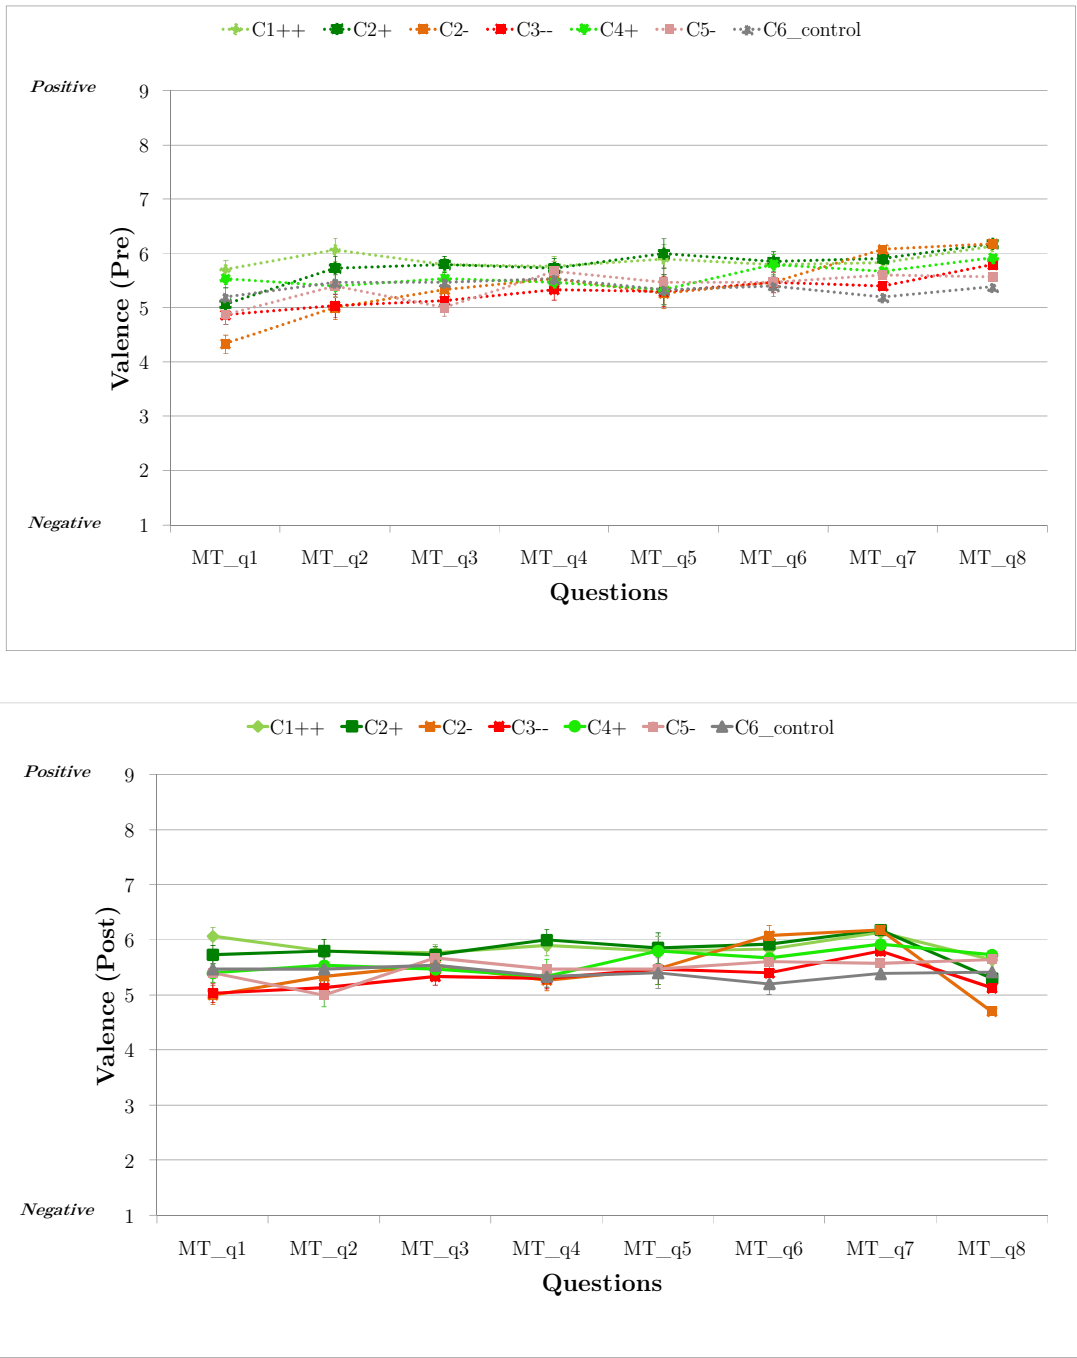 C1++ C2+ C2- C3-- C4+ C5- C6_control
Positive
9
8
7
6
5
4
3
2
1
Valence (Pre)
Negative
MT_q1 MT_q2 MT_q3 MT_q4 MT_q5 MT_q6 MT_q7 MT_q8
Questions
C1++ C2+ C2- C3-- C4+ C5- C6_control
Positive
9
8
7
6
5
4
3
2
1
Valence (Post)
Negative
MT_q1 MT_q2 MT_q3 MT_q4 MT_q5 MT_q6 MT_q7 MT_q8
Questions